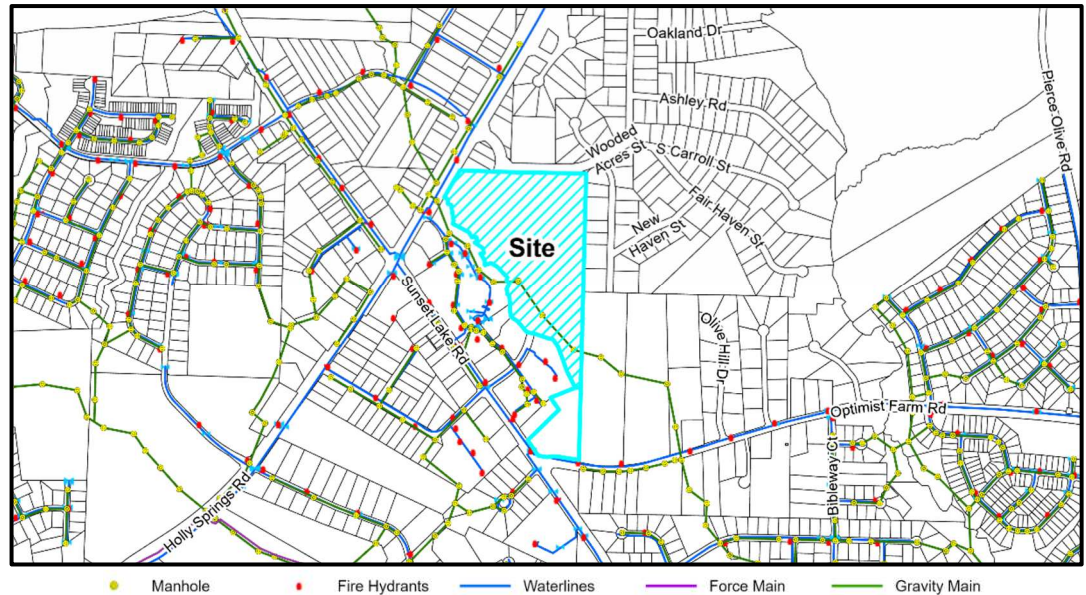 Oakland Dr
Pierce Olive Rd
Ashley Rd
Wooded
Acres St
S Carroll St
Fair Haven St
New
Haven St
Site
Sunset Lake Rd
Olive Hill Dr
Optimist Farm Rd
Bibleway Ct
Holly Springs Rd
Manhole
Fire Hydrants
Waterlines
Force Main
Gravity Main